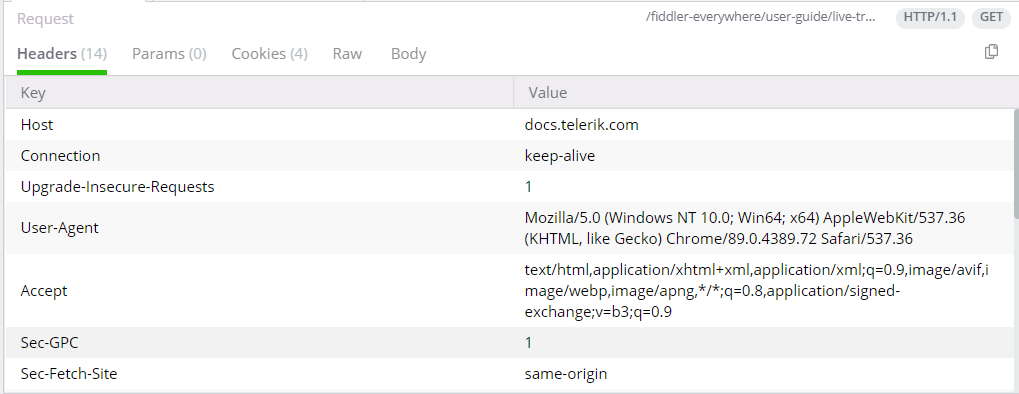 Request /fiddler-everywhere/user-guide/live-tr... HTTP/1.1 GET
Headers (14) Params (0) Cookies (4) Raw Body
Key Value
Host docs.telerik.com
Connection keep-alive
Upgrade-Insecure-Requests 1
User-Agent Mozilla/5.0 (Windows NT 10.0; Win64; x64) AppleWebKit/537.36
(KHTML, like Gecko) Chrome/89.0.4389.72 Safari/537.36
Accept text/html,application/xhtml+xml,application/xml;q=0.9,image/avif,i
mage/webp,image/apng,*/*;q=0.8,application/signed-
exchange;v=b3;q=0.9
Sec-GPC 1
Sec-Fetch-Site same-origin